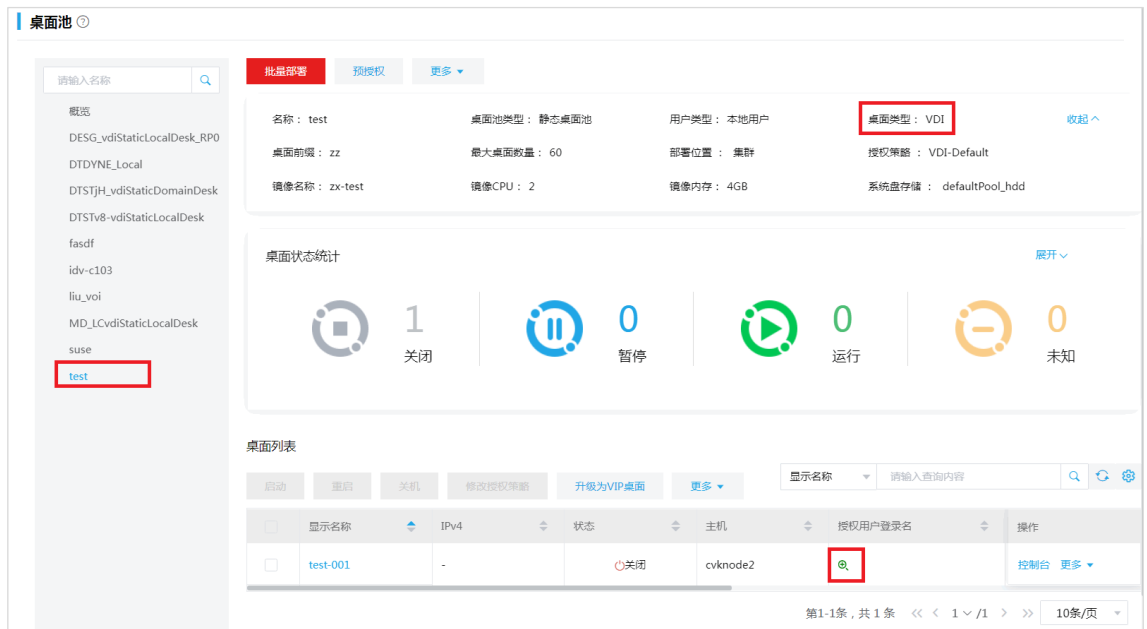 桌面池
请输入名称
概览
DESG_vdiStaticLocalDesk_RP0
DTDYNE_Local
DTSTjH_vdiStaticDomainDesk
DTSTv8-vdiStaticLocalDesk
fasdf
idv-c103
liu_voi
MD_LCvdiStaticLocalDesk
suse
test
批量部署 预授权 更多
名称： test 桌面池类型： 静态桌面池 用户类型： 本地用户 桌面类型： VDI 收起
桌面前缀： zz 最大桌面数量： 60 部署位置 ： 集群 授权策略 ： VDI-Default
镜像名称： zx-test 镜像CPU： 2 镜像内存： 4GB 系统盘存储 ： defaultPool_hdd
桌面状态统计 展开
1 0 0 0
关闭 暂停 运行 未知
桌面列表
启动 重启 关机 修改授权策略 升级为VIP桌面 更多 显示名称 请输入查询内容
显示名称 IPv4 状态 主机 授权用户登录名 操作
test-001 - 关闭 cvknode2 控制台 更多
第1-1条，共 1 条 << < 1 /1 > >> 10条/页